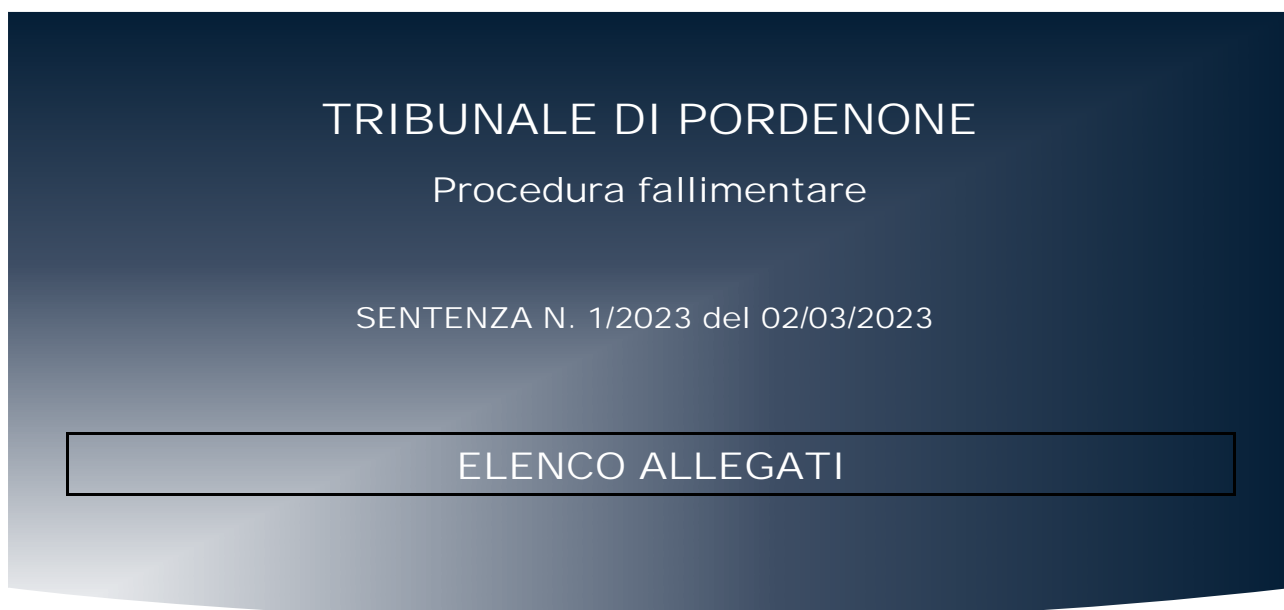 TRIBUNALE DI PORDENONE
Procedura fallimentare
SENTENZA N. 1/2023 del 02/03/2023
ELENCO ALLEGATI